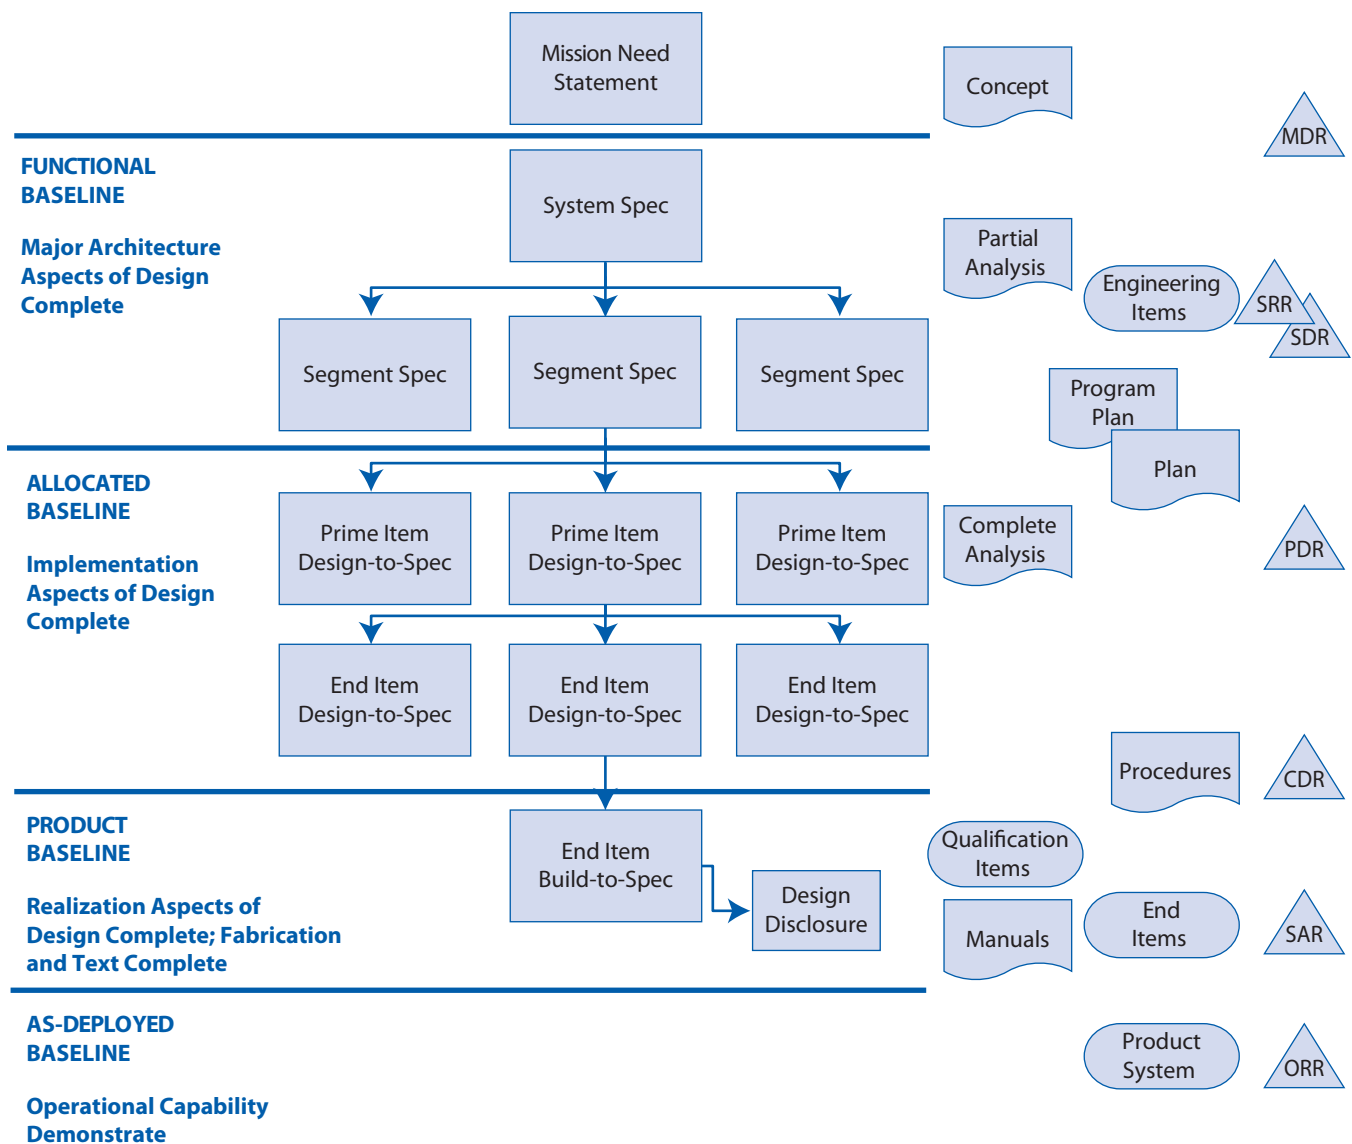 Mission Need
Statement
Concept
MDR
FUNCTIONAL
BASELINE
Major Architecture
Aspects of Design
Complete
System Spec
Partial
Analysis
Engineering
Items
SRR
SDR
Segment Spec
Segment Spec
Segment Spec
Program
Plan
Plan
ALLOCATED
BASELINE
Implementation
Aspects of Design
Complete
Prime Item
Design-to-Spec
Prime Item
Design-to-Spec
Prime Item
Design-to-Spec
Complete
Analysis
PDR
End Item
Design-to-Spec
End Item
Design-to-Spec
End Item
Design-to-Spec
Procedures
CDR
PRODUCT
BASELINE
Realization Aspects of
Design Complete; Fabrication
and Text Complete
End Item
Build-to-Spec
Design
Disclosure
Qualification
Items
Manuals
End
Items
SAR
AS-DEPLOYED
BASELINE
Operational Capability
Demonstrate
Product
System
ORR